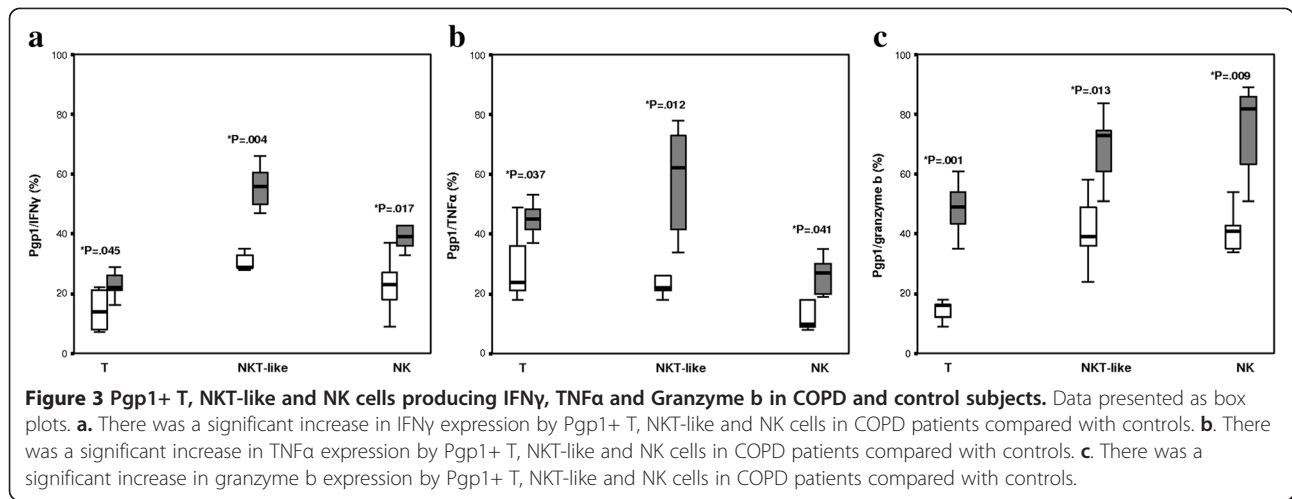 a
100
80
60
40
20
0
Pgp1/IFNγ (%)
*P=.045
*P=.004
*P=.017
T
NKT-like
NK
b
100
80
60
40
20
0
Pgp1/TNFα (%)
*P=.037
*P=.012
*P=.041
T
NKT-like
NK
c
100
80
60
40
20
0
Pgp1/granzyme b (%)
*P=.001
*P=.013
*P=.009
T
NKT-like
NK
Figure 3 Pgp1+ T, NKT-like and NK cells producing IFNγ, TNFα and Granzyme b in COPD and control subjects. Data presented as box
plots. a. There was a significant increase in IFNγ expression by Pgp1+ T, NKT-like and NK cells in COPD patients compared with controls. b. There
was a significant increase in TNFα expression by Pgp1+ T, NKT-like and NK cells in COPD patients compared with controls. c. There was a
significant increase in granzyme b expression by Pgp1+ T, NKT-like and NK cells in COPD patients compared with controls.